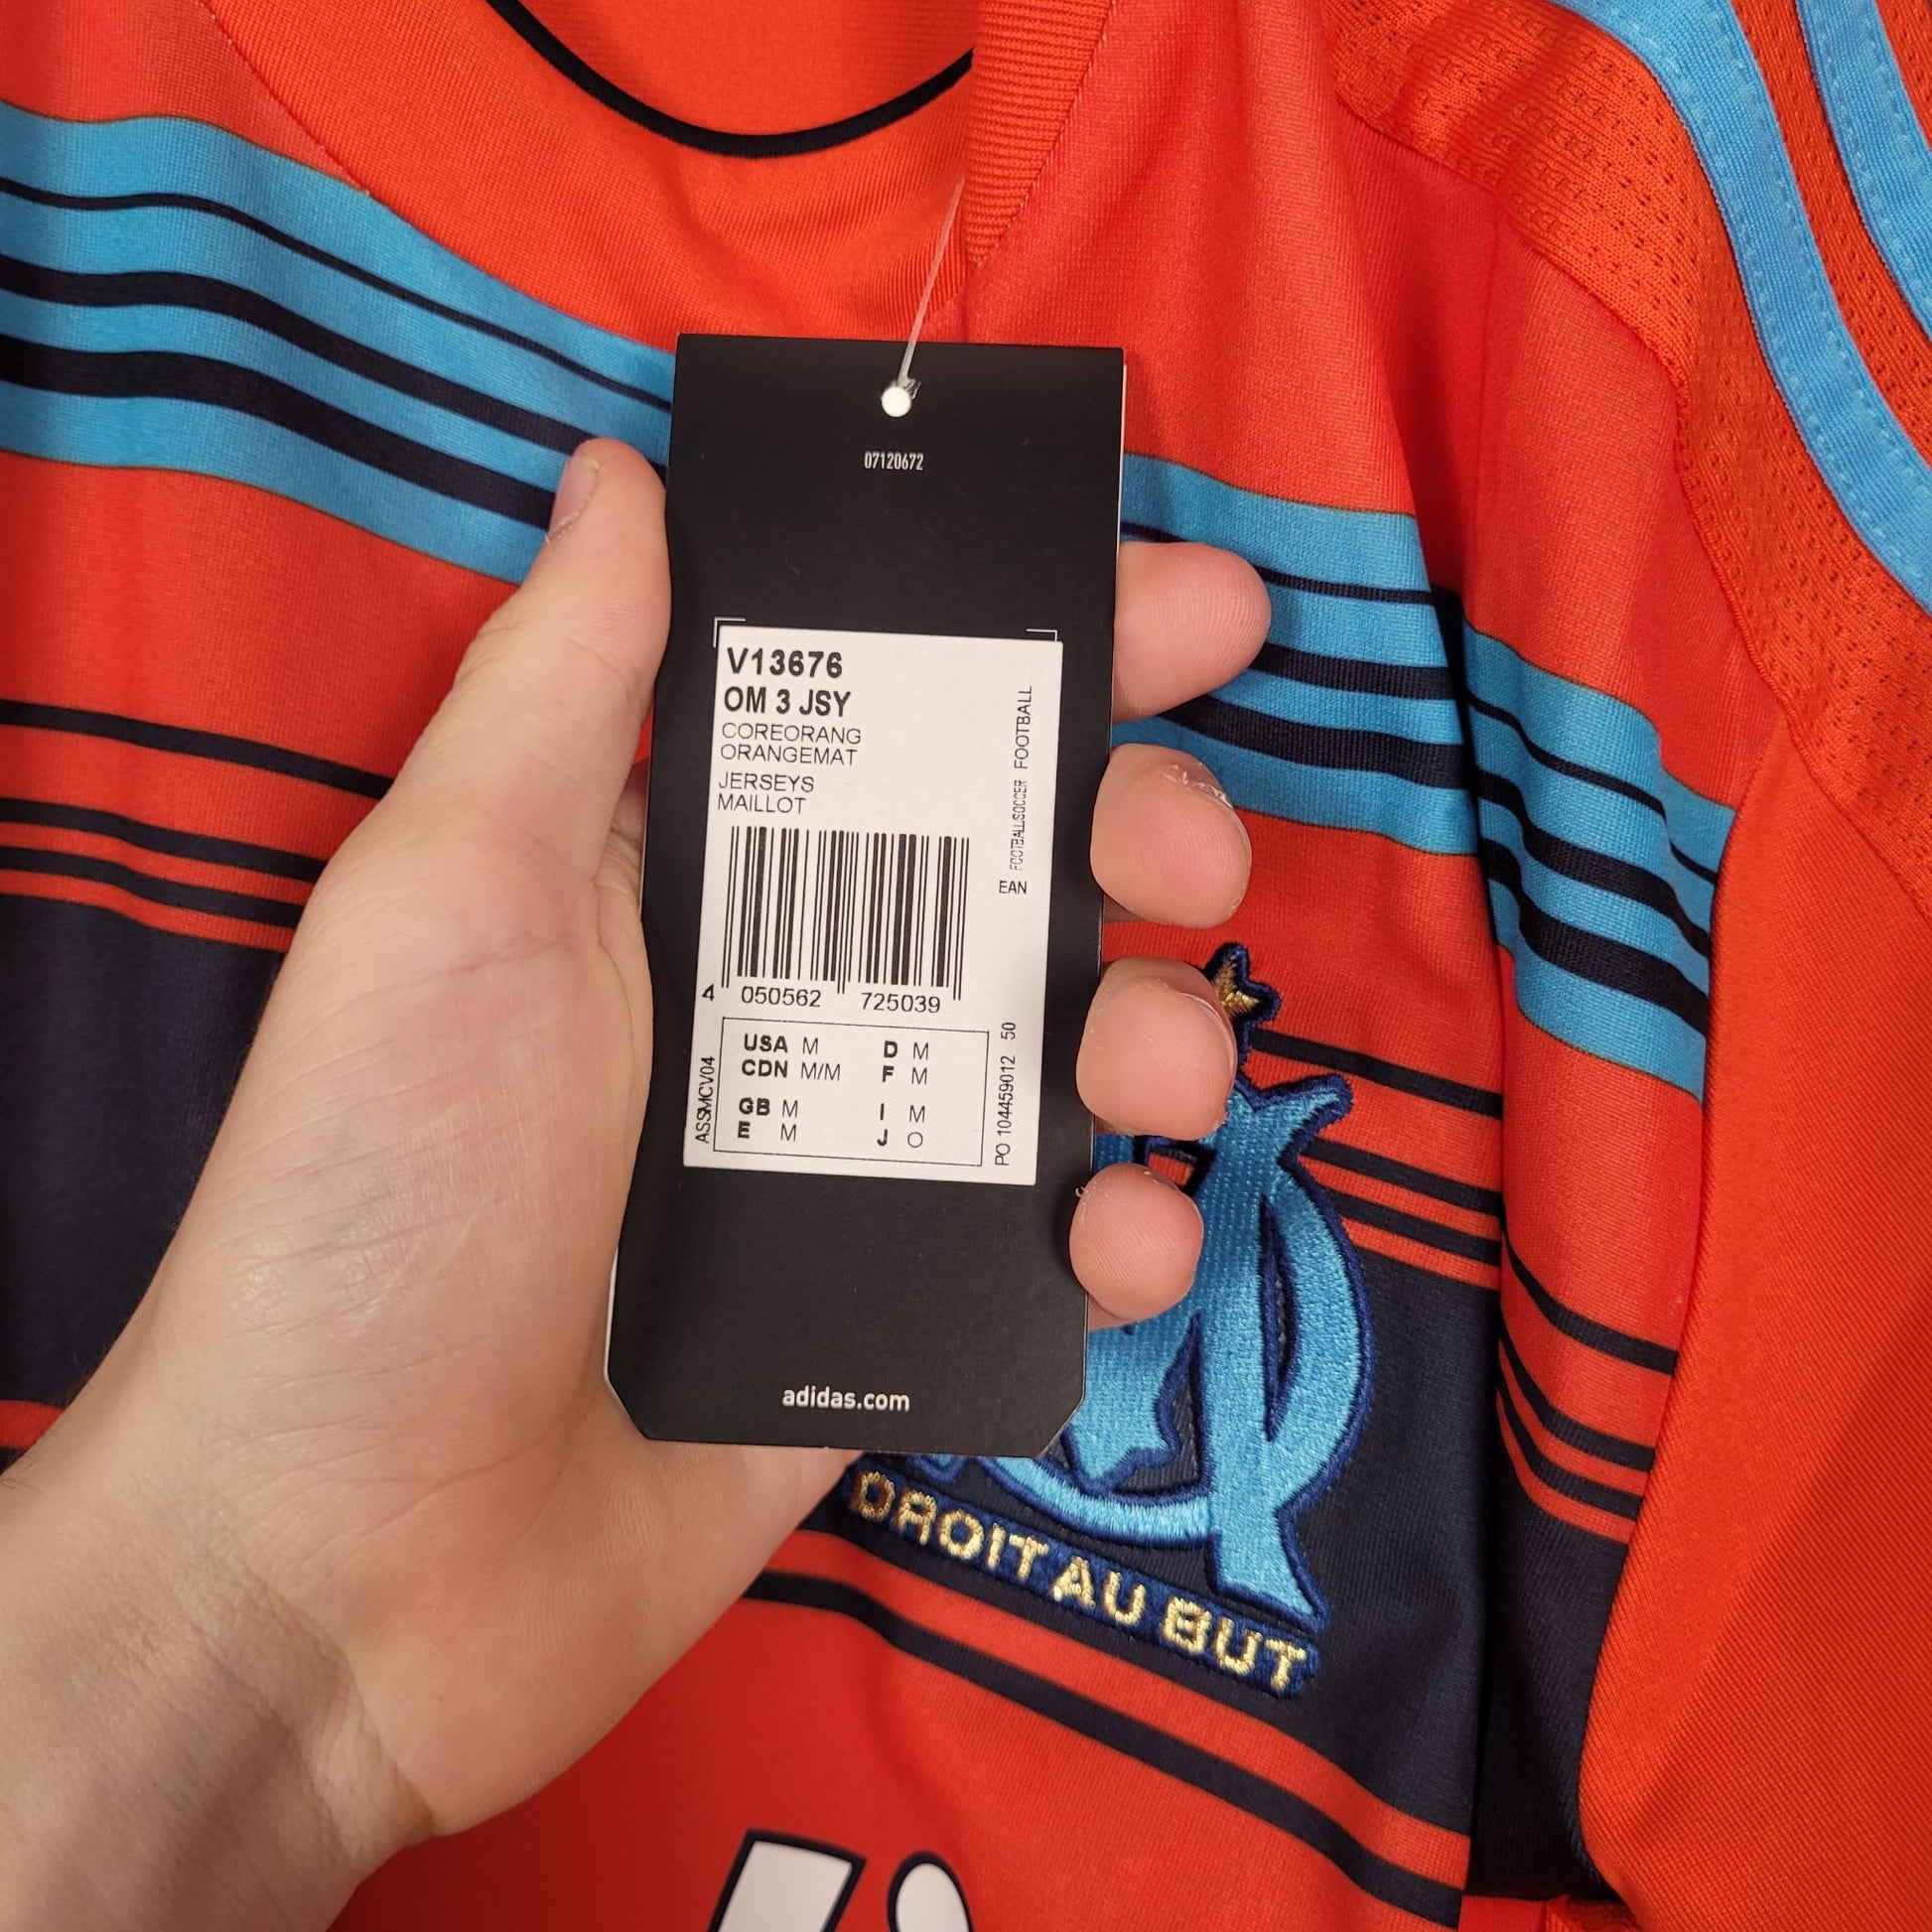 07120672
V13676
OM 3 JSY
COREORANG
ORANGEMAT
JERSEYS
MAILLOT
FOOTBALL/SOCCER FOOTBALL
EAN
4 050562 725039
USA M D M
CDN M/M F M
GB M I M
E M J O
ASSMCV04
PO 104459012 50
adidas.com
DROIT AU BUT